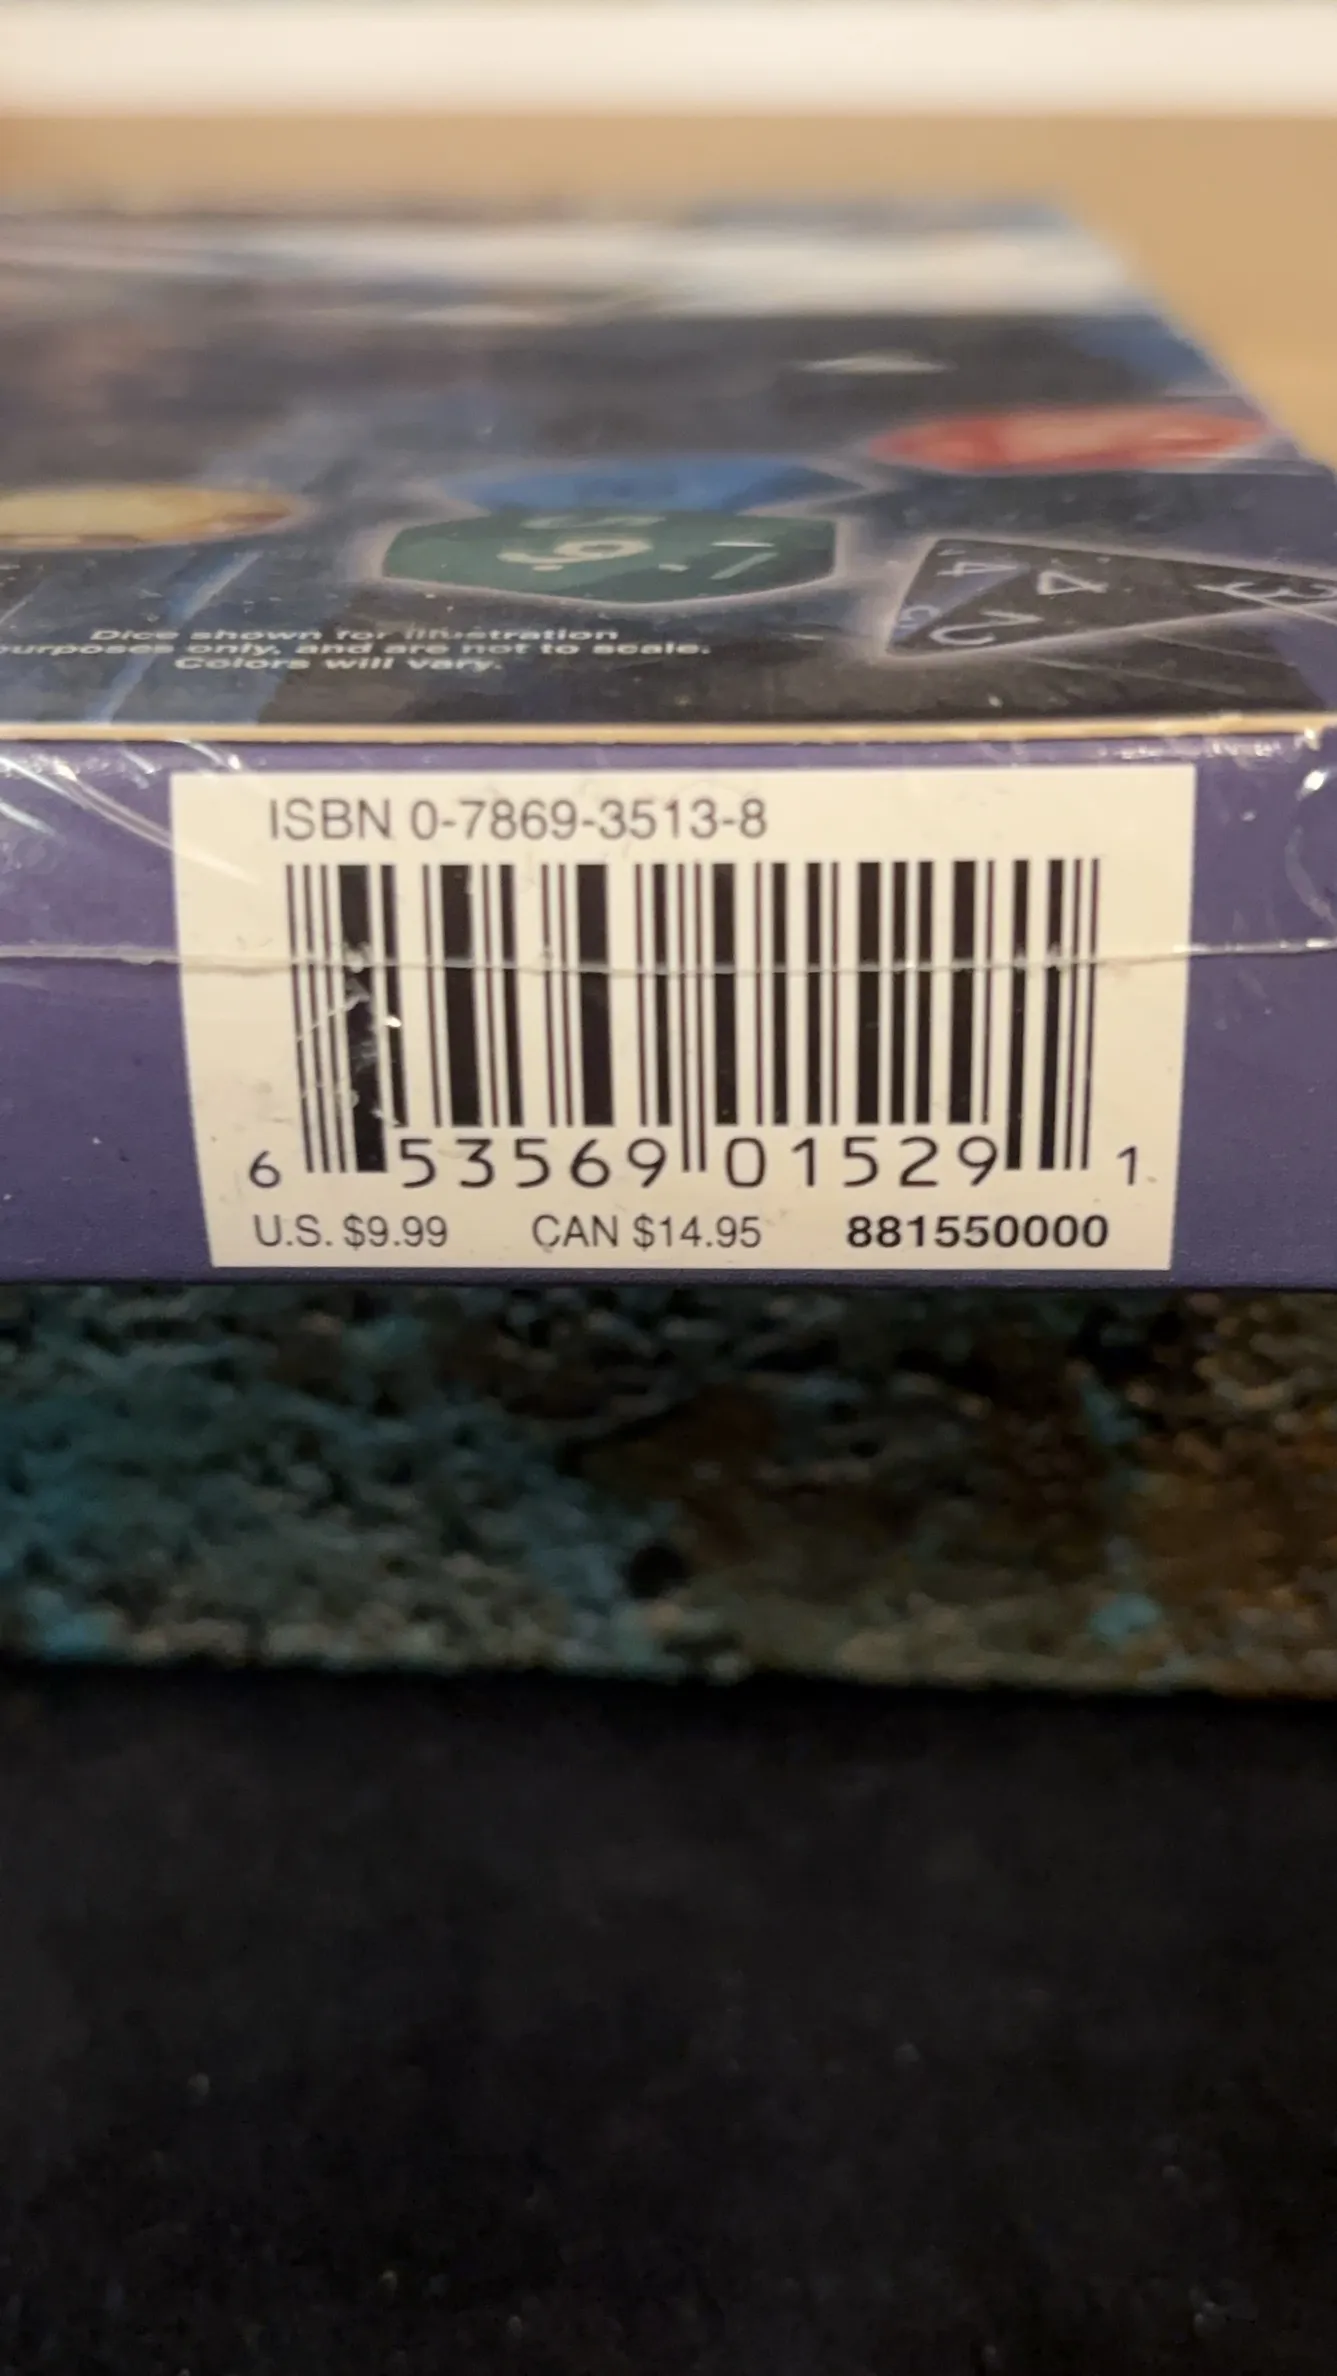 Dice shown for illustration
purposes only, and are not to scale.
Colors will vary.
ISBN 0-7869-3513-8
6 53569 01529 1
U.S. $9.99 CAN $14.95 881550000